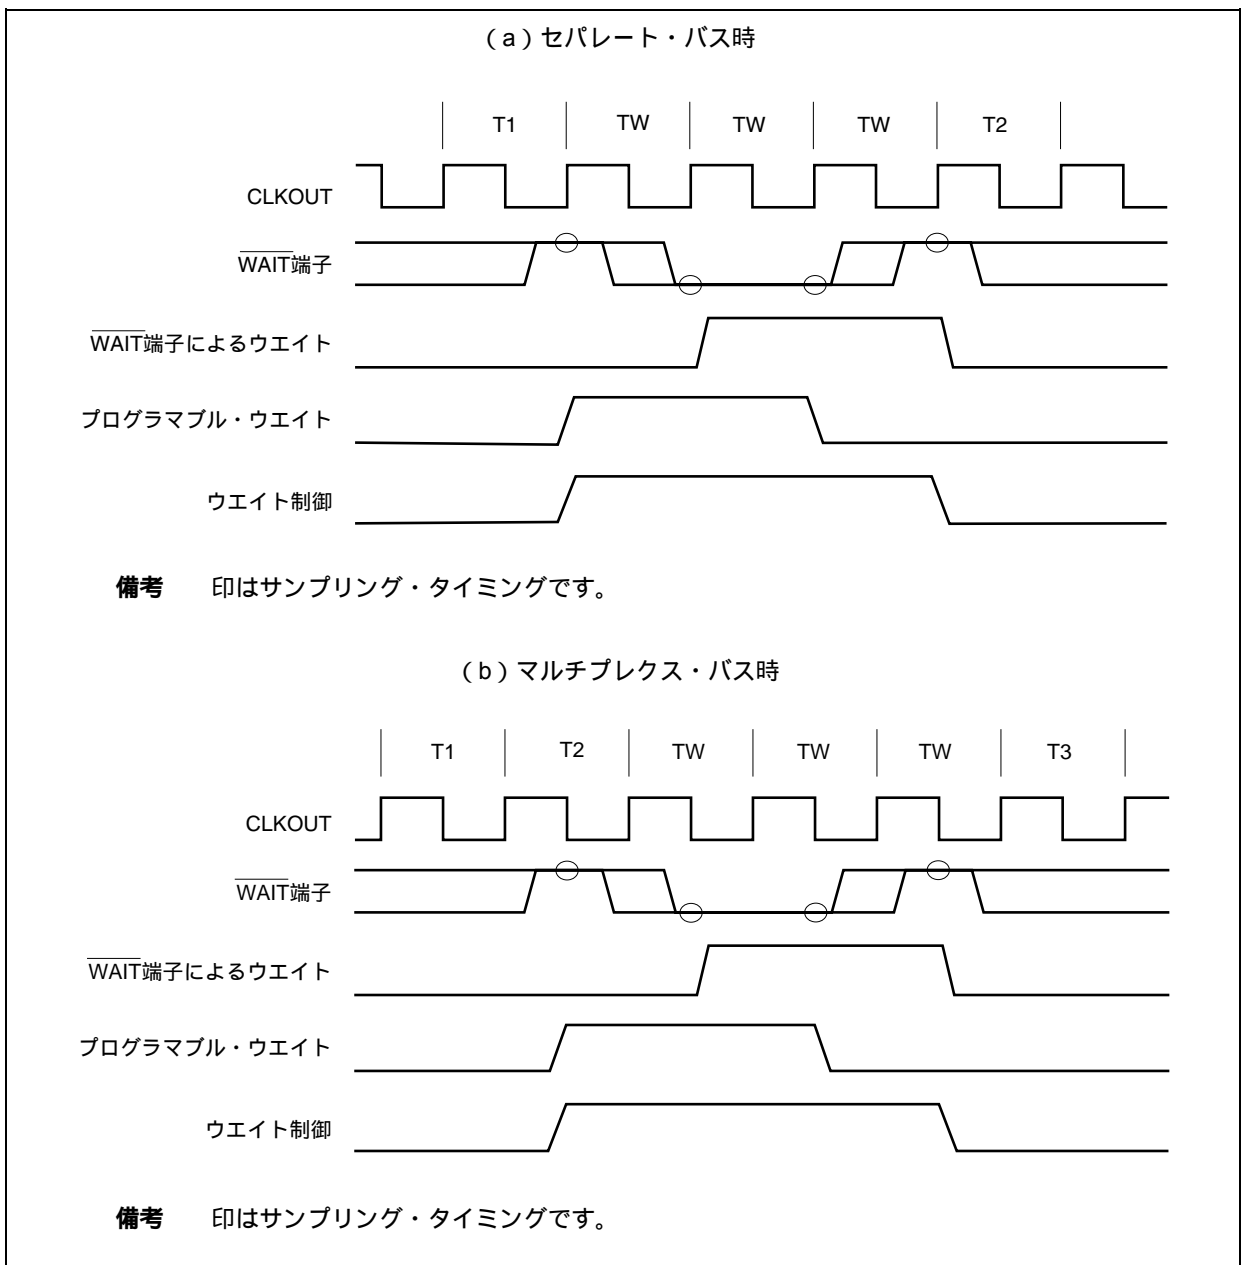 （a）セパレート・バス時
T1 TW TW TW T2
CLKOUT
WAIT端子
WAIT端子によるウエイト
プログラマブル・ウエイト
ウエイト制御
備考 印はサンプリング・タイミングです。
（b）マルチプレクス・バス時
T1 T2 TW TW TW T3
CLKOUT
WAIT端子
WAIT端子によるウエイト
プログラマブル・ウエイト
ウエイト制御
備考 印はサンプリング・タイミングです。